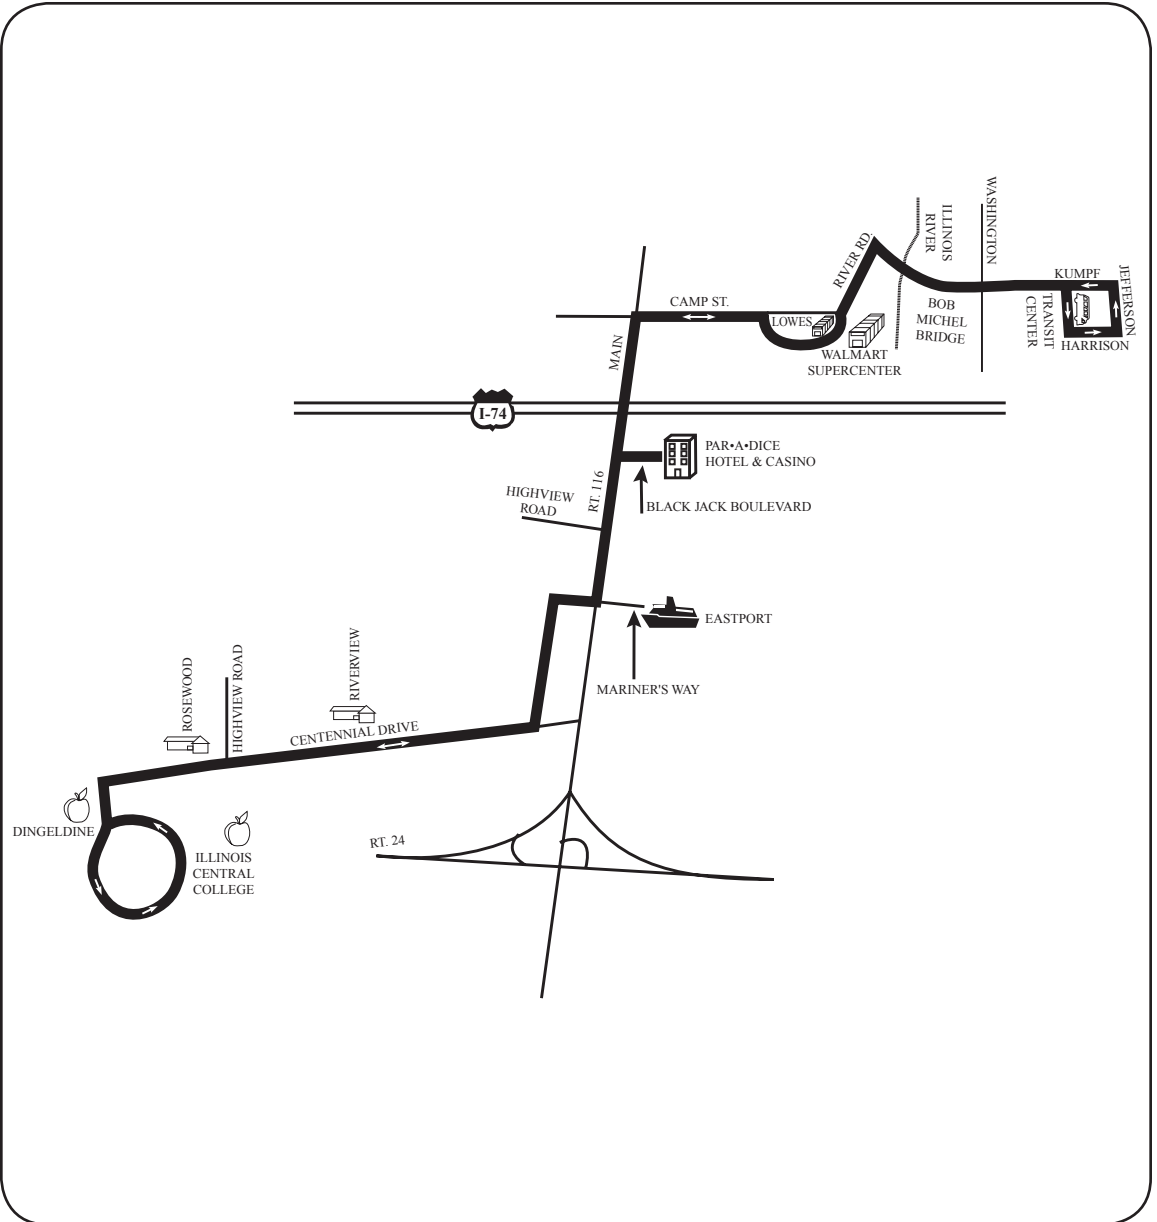 WASHINGTON
ILLINOIS
RIVER
RIVER RD.
KUMPF
JEFFERSON
TRANSIT
CENTER
HARRISON
BOB
MICHEL
BRIDGE
CAMP ST.
LOWES
WALMART
SUPERCENTER
MAIN
I-74
PAR•A•DICE
HOTEL & CASINO
RT. 116
HIGHVIEW
ROAD
BLACK JACK BOULEVARD
EASTPORT
MARINER'S WAY
ROSEWOOD
HIGHVIEW ROAD
RIVERVIEW
CENTENNIAL DRIVE
DINGELDINE
ILLINOIS
CENTRAL
COLLEGE
RT. 24